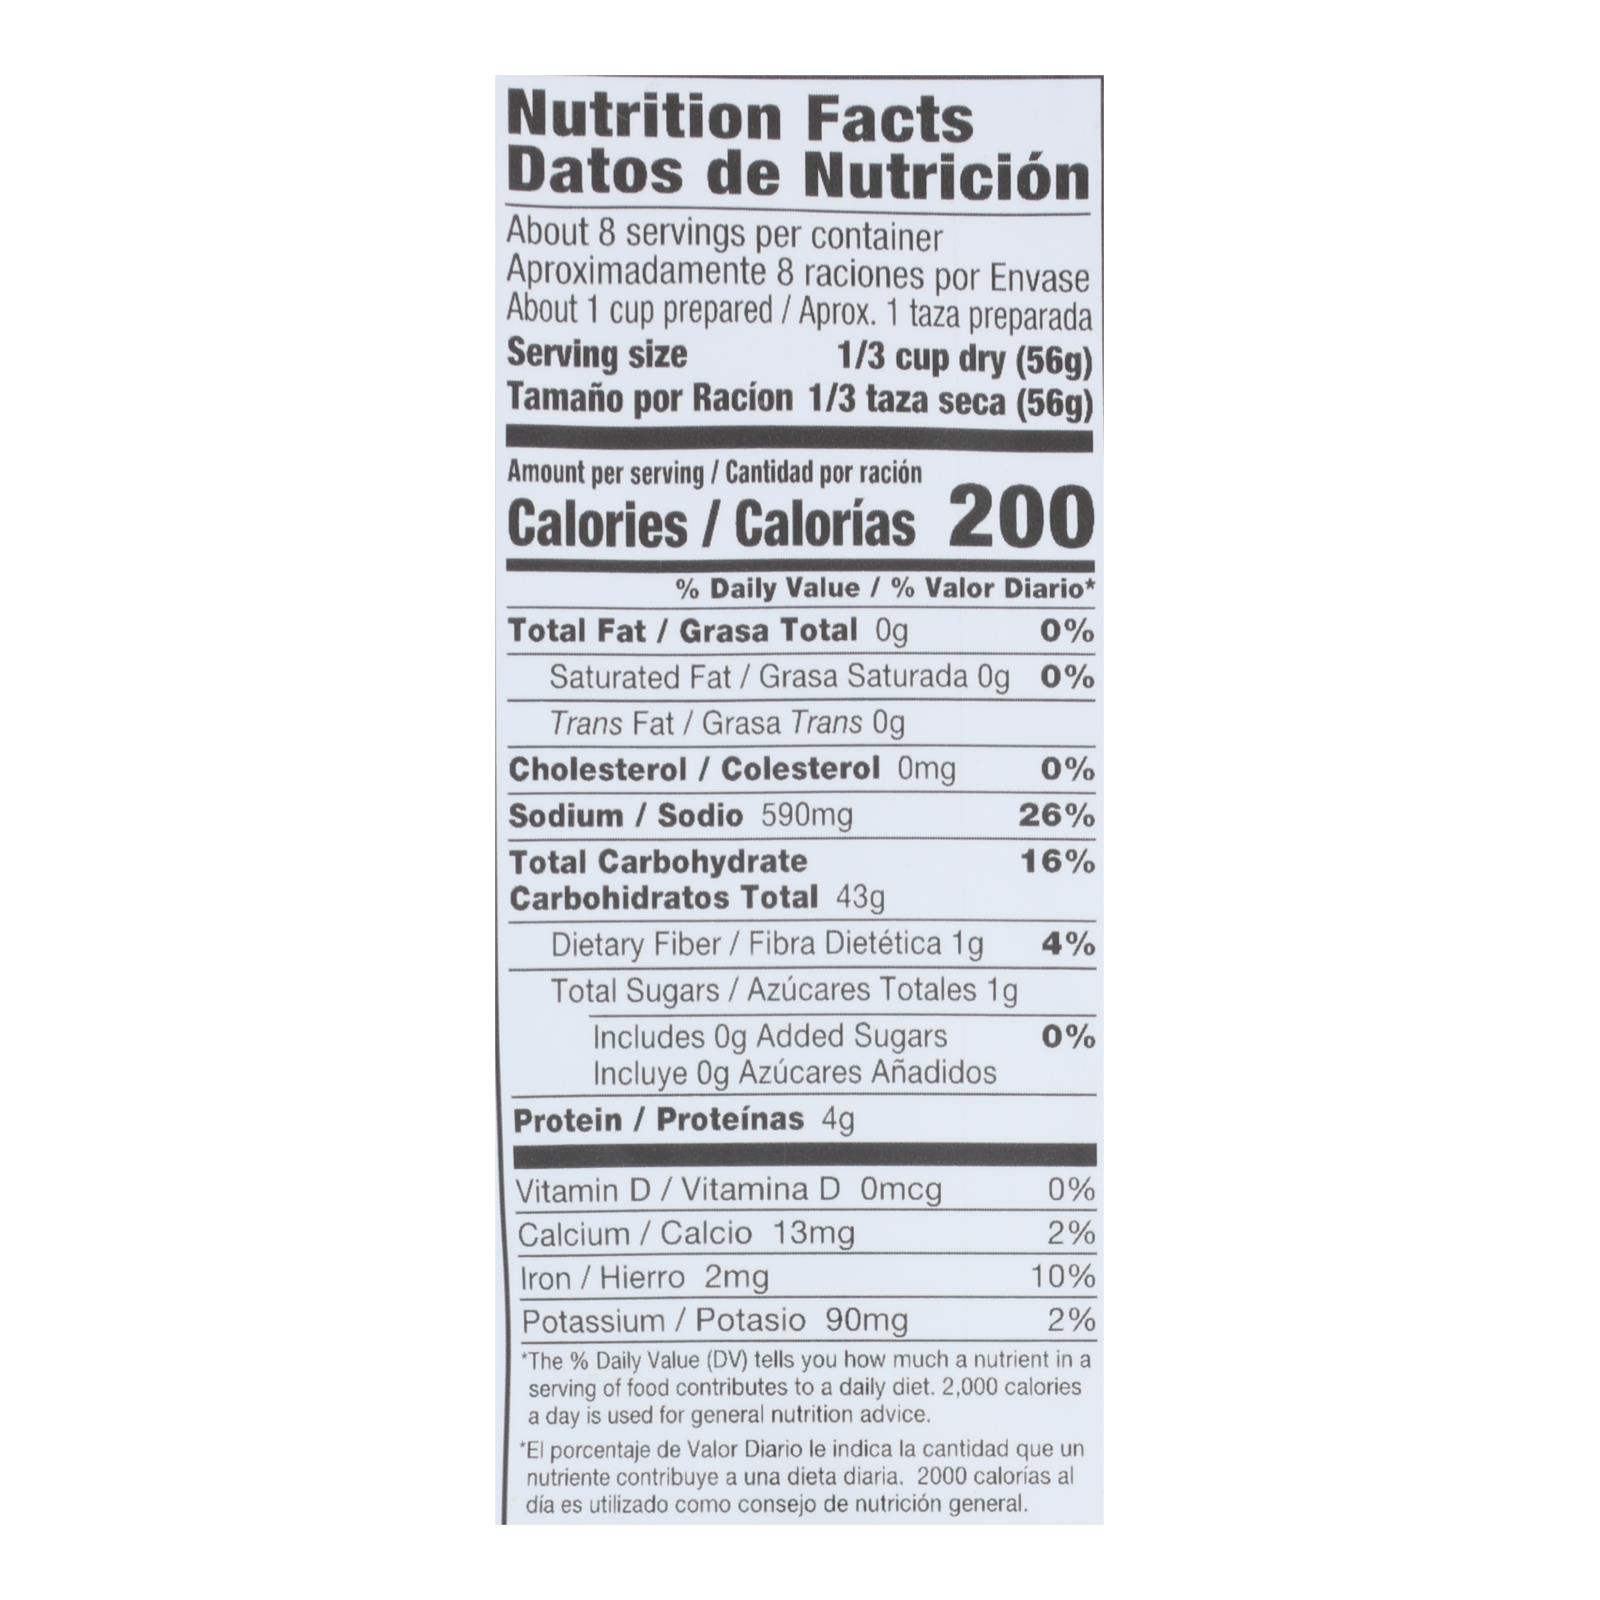 Nutrition Facts
Datos de Nutrición
About 8 servings per container
Aproximadamente 8 raciones por Envase
About 1 cup prepared / Aprox. 1 taza preparada
Serving size 1/3 cup dry (56g)
Tamaño por Racíon 1/3 taza seca (56g)
Amount per serving / Cantidad por ración
Calories / Calorías 200
% Daily Value / % Valor Diario*
Total Fat / Grasa Total 0g 0%
Saturated Fat / Grasa Saturada 0g 0%
Trans Fat / Grasa Trans 0g
Cholesterol / Colesterol 0mg 0%
Sodium / Sodio 590mg 26%
Total Carbohydrate 16%
Carbohidratos Total 43g
Dietary Fiber / Fibra Dietética 1g 4%
Total Sugars / Azúcares Totales 1g
Includes 0g Added Sugars 0%
Incluye 0g Azúcares Añadidos
Protein / Proteínas 4g
Vitamin D / Vitamina D 0mcg 0%
Calcium / Calcio 13mg 2%
Iron / Hierro 2mg 10%
Potassium / Potasio 90mg 2%
*The % Daily Value (DV) tells you how much a nutrient in a
serving of food contributes to a daily diet. 2,000 calories
a day is used for general nutrition advice.
*El porcentaje de Valor Diario le indica la cantidad que un
nutriente contribuye a una dieta diaria. 2000 calorías al
día es utilizado como consejo de nutrición general.